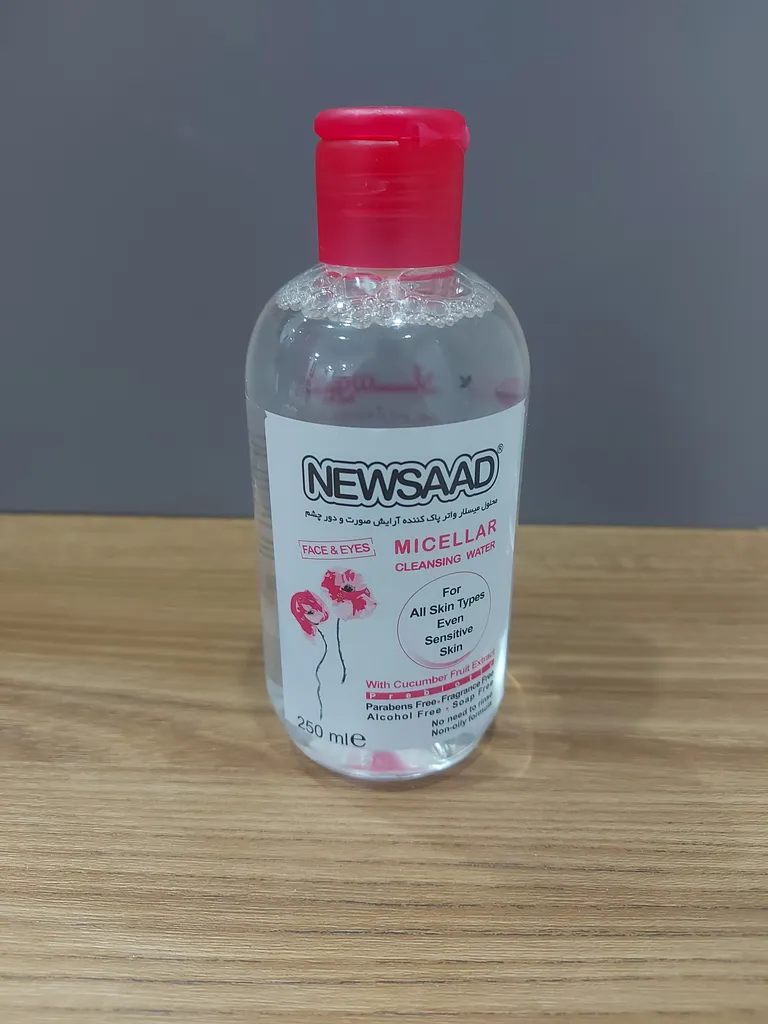 NEWSAAD®
محلول میسلار واتر پاک کننده آرایش صورت و دور چشم
FACE & EYES
MICELLAR
CLEANSING WATER
For
All Skin Types
Even
Sensitive
Skin
With Cucumber Fruit Extract
Prebiotic
Parabens Free - Fragrance Free
Alcohol Free - Soap Free
No need to rinse
Non-oily formula
250 ml℮